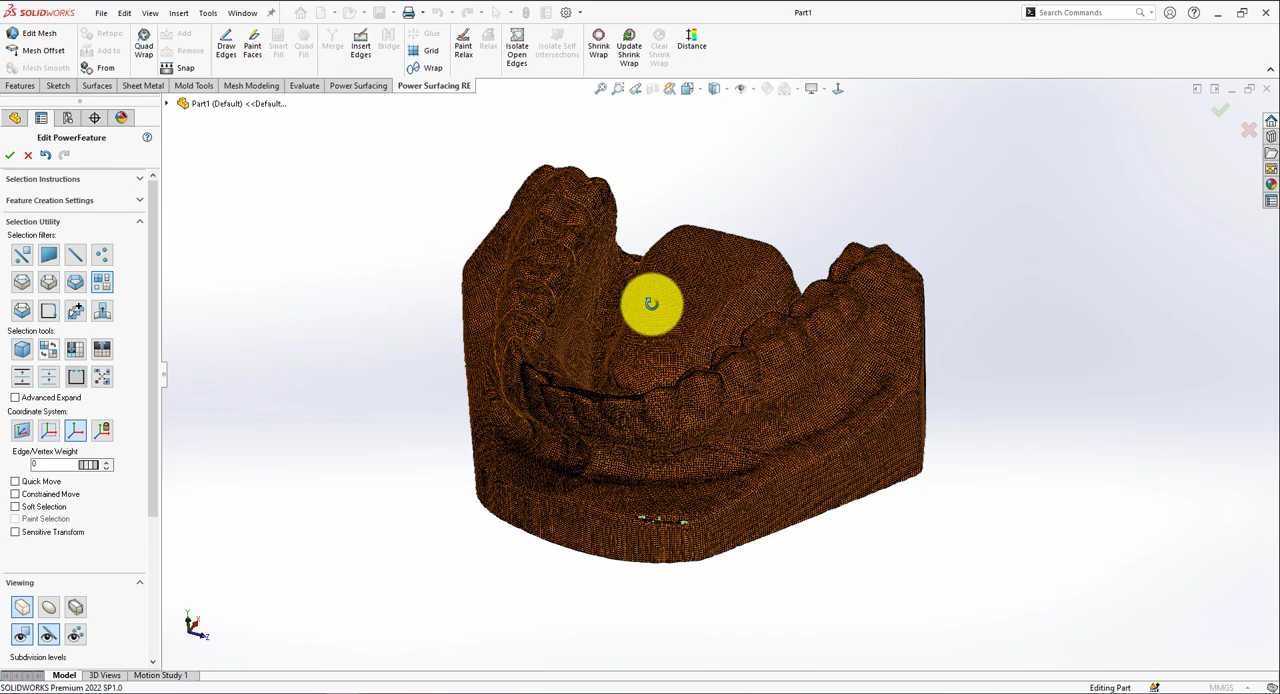 SOLIDWORKS File Edit View Insert Tools Window Part1 Search Commands
Edit Mesh
Mesh Offset
Mesh Smooth
Retopo
Add to
From
Quad Wrap
Add
Remove
Snap
Draw Edges
Paint Faces
Smart Fill
Quad Fill
Merge
Insert Edges
Bridge
Glue
Grid
Wrap
Paint Relax
Relax
Isolate Open Edges
Isolate Self Intersections
Shrink Wrap
Update Shrink Wrap
Clear Shrink Wrap
Distance
Features Sketch Surfaces Sheet Metal Mold Tools Mesh Modeling Evaluate Power Surfacing Power Surfacing RE
Part1 (Default) <<Default...
Edit PowerFeature
Selection Instructions
Feature Creation Settings
Selection Utility
Selection filters:
Selection tools:
Advanced Expand
Coordinate System:
Edge/Vertex Weight
0
Quick Move
Constrained Move
Soft Selection
Paint Selection
Sensitive Transform
Viewing
Subdivision levels
Y
X
Z
Model 3D Views Motion Study 1
SOLIDWORKS Premium 2022 SP1.0 Editing Part MMGS